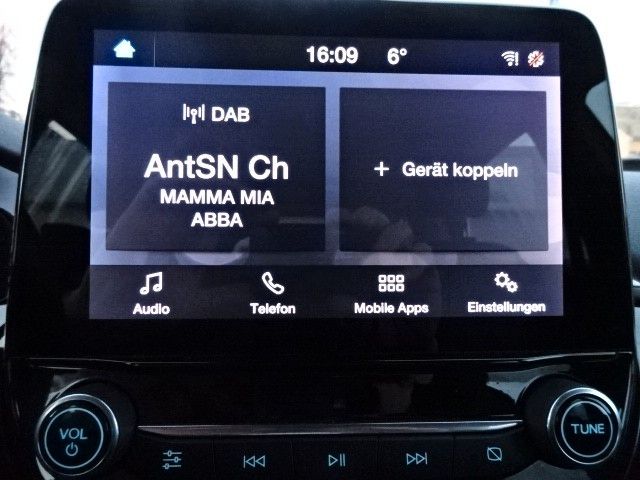 16:09 6°
DAB
AntSN Ch
MAMMA MIA
ABBA
+ Gerät koppeln
Audio Telefon Mobile Apps Einstellungen
VOL TUNE